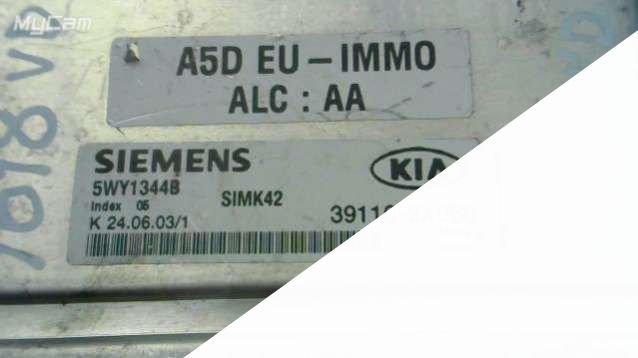 MyCam
A5D EU – IMMO
ALC : AA
SIEMENS
KIA
5WY1344B
SIMK42
Index 05
K 24.06.03/1